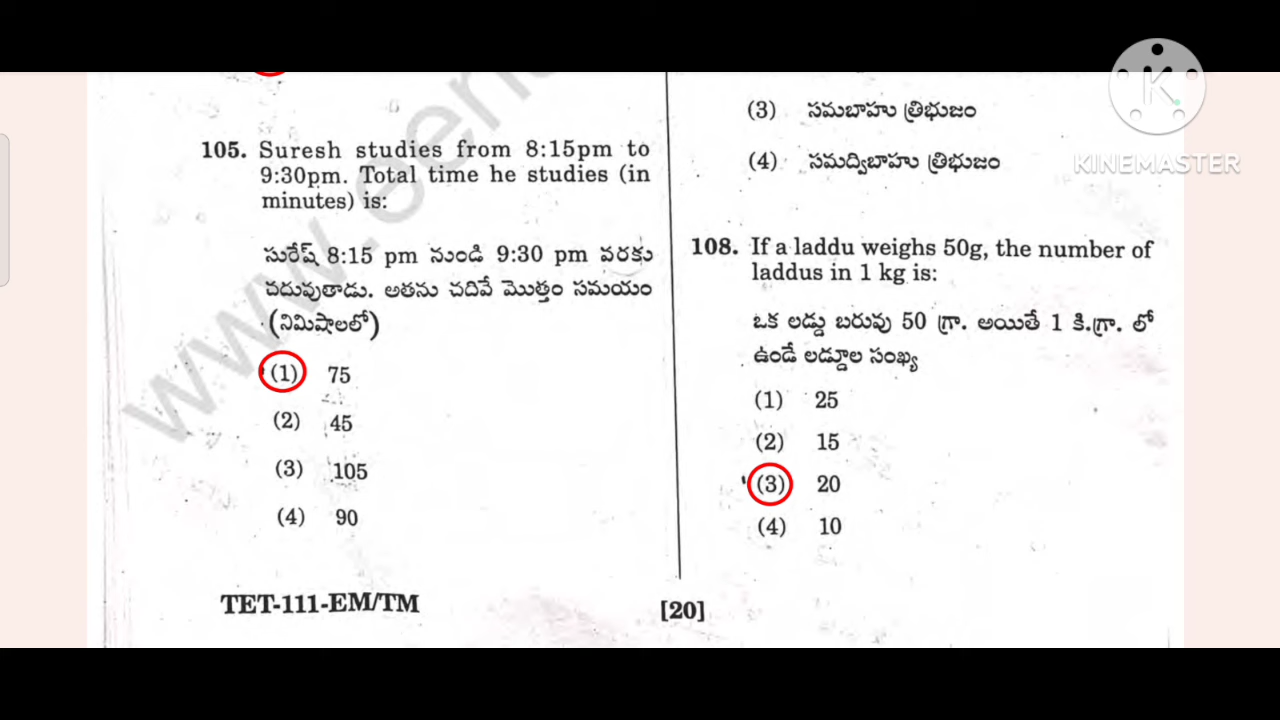 105. Suresh studies from 8:15pm to
9:30pm. Total time he studies (in
minutes) is:
సురేష్ 8:15 pm నుండి 9:30 pm వరకు
చదువుతాడు. అతను చదివే మొత్తం సమయం
(నిమిషాలలో)
(1) 75
(2) 45
(3) 105
(4) 90
TET-111-EM/TM
(3) సమబాహు త్రిభుజం
(4) సమద్విబాహు త్రిభుజం
108. If a laddu weighs 50g, the number of
laddus in 1 kg is:
ఒక లడ్డు బరువు 50 గ్రా. అయితే 1 కి.గ్రా. లో
ఉండే లడ్డూల సంఖ్య
(1) 25
(2) 15
(3) 20
(4) 10
[20]
K
KINEMASTER